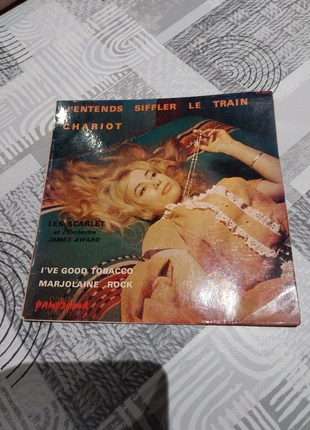 J'ENTENDS SIFFLER LE TRAIN
CHARIOT
LES SCARLET
et l'Orchestre
JAMES AWARD
I'VE GOOD TOBACCO
MARJOLAINE ROCK
PANORAMA